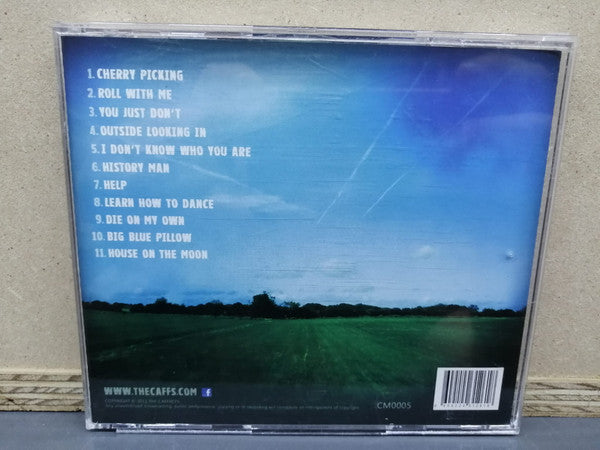 1. CHERRY PICKING
2. ROLL WITH ME
3. YOU JUST DON'T
4. OUTSIDE LOOKING IN
5. I DON'T KNOW WHO YOU ARE
6. HISTORY MAN
7. HELP
8. LEARN HOW TO DANCE
9. DIE ON MY OWN
10. BIG BLUE PILLOW
11. HOUSE ON THE MOON
WWW.THECAFFS.COM f
COPYRIGHT
CM0005